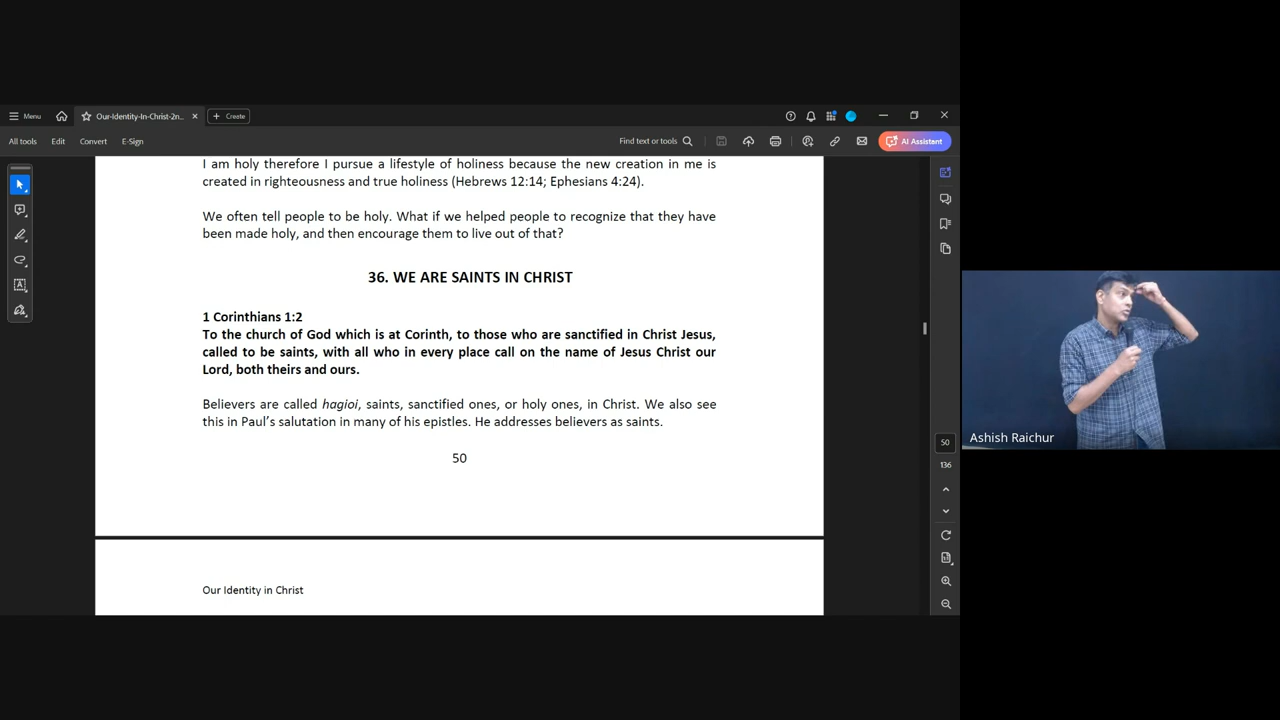 Menu
Our-Identity-In-Christ-2n...
Create
All tools
Edit
Convert
E-Sign
Find text or tools
AI Assistant
I am holy therefore I pursue a lifestyle of holiness because the new creation in me is
created in righteousness and true holiness (Hebrews 12:14; Ephesians 4:24).
We often tell people to be holy. What if we helped people to recognize that they have
been made holy, and then encourage them to live out of that?
36. WE ARE SAINTS IN CHRIST
1 Corinthians 1:2
To the church of God which is at Corinth, to those who are sanctified in Christ Jesus,
called to be saints, with all who in every place call on the name of Jesus Christ our
Lord, both theirs and ours.
Believers are called hagioi, saints, sanctified ones, or holy ones, in Christ. We also see
this in Paul's salutation in many of his epistles. He addresses believers as saints.
50
Our Identity in Christ
50
136
Ashish Raichur